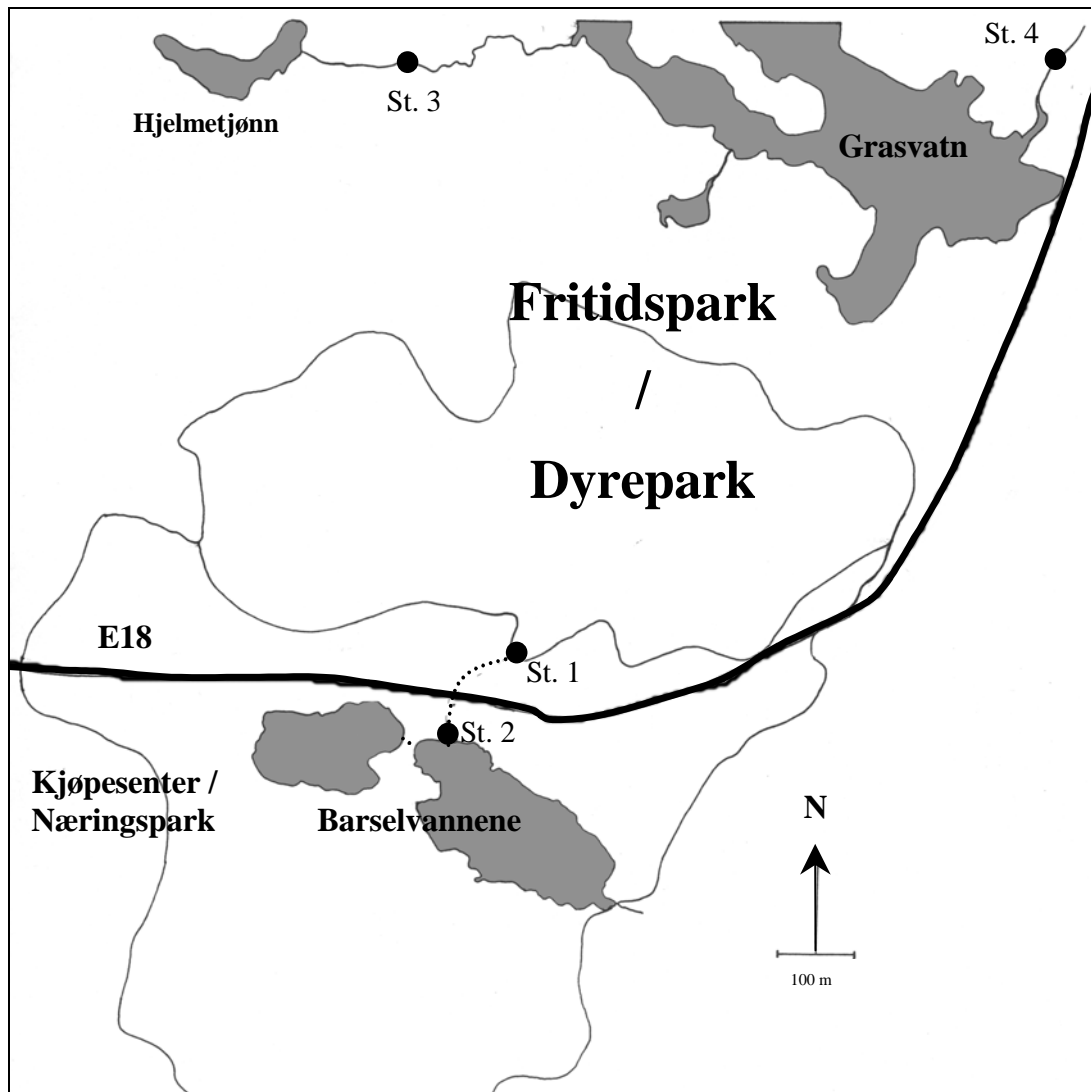 St. 4
St. 3
Hjelmetjønn
Grasvatn
Fritidspark
/
Dyrepark
E18
St. 1
St. 2
Kjøpesenter /
Næringspark
Barselvannene
N
100 m